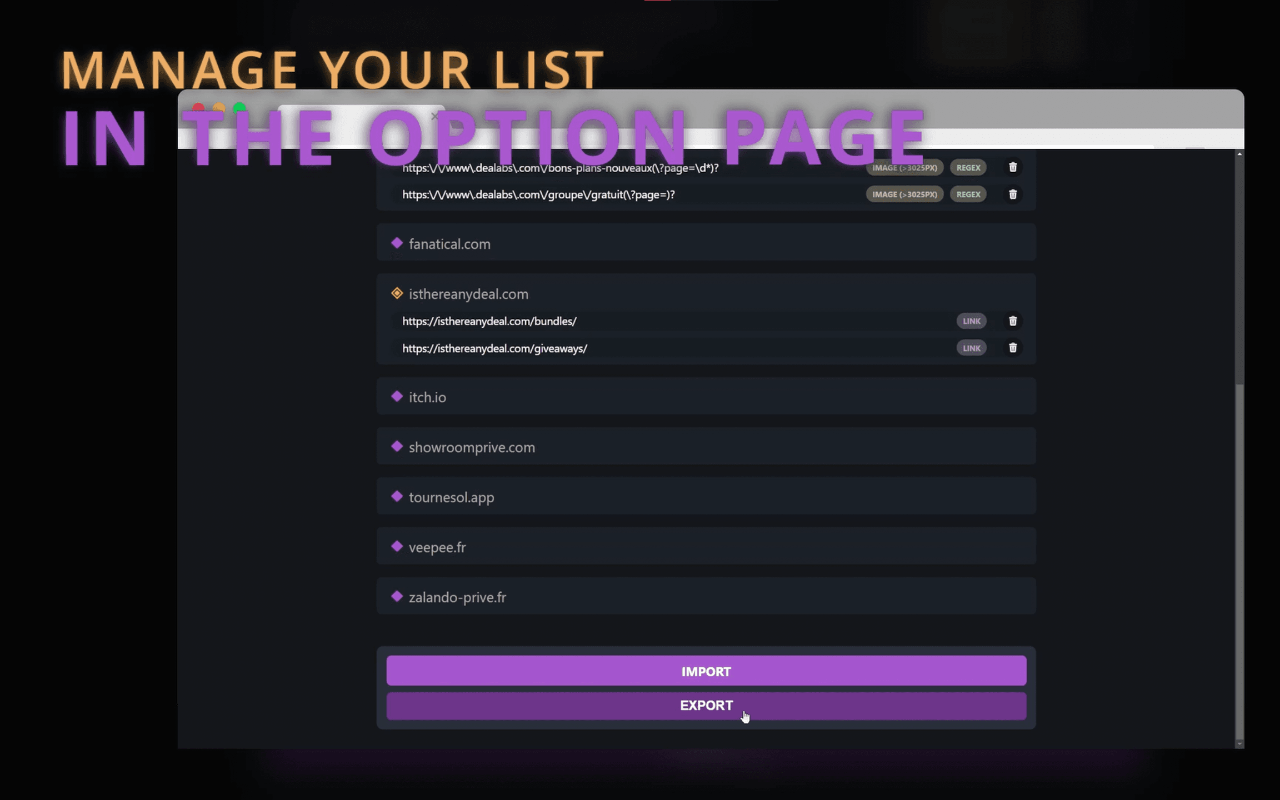 MANAGE YOUR LIST
IN THE OPTION PAGE
https:\/\/www\.dealabs\.com\/bons-plans-nouveaux(\?page=\d*)? IMAGE (>3025PX) REGEX
https:\/\/www\.dealabs\.com\/groupe\/gratuit(\?page=)? IMAGE (>3025PX) REGEX
fanatical.com
isthereanydeal.com
https://isthereanydeal.com/bundles/ LINK
https://isthereanydeal.com/giveaways/ LINK
itch.io
showroomprive.com
tournesol.app
veepee.fr
zalando-prive.fr
IMPORT
EXPORT